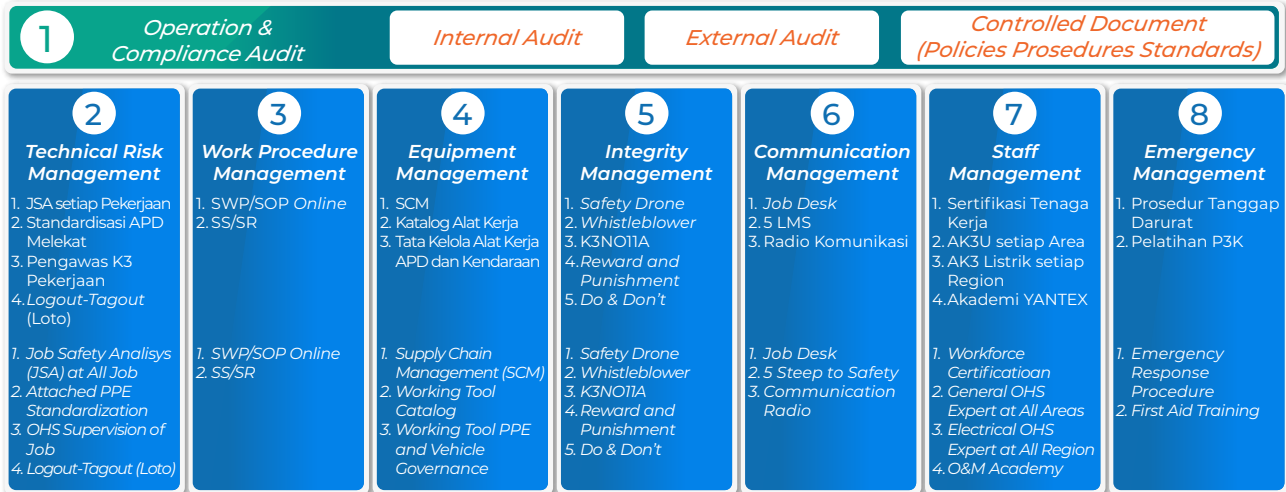 1
Operation &
Compliance Audit
Internal Audit
External Audit
Controlled Document
(Policies Prosedures Standards)
2
Technical Risk
Management
1. JSA setiap Pekerjaan
2. Standardisasi APD
Melekat
3. Pengawas K3
Pekerjaan
4. Logout-Tagout
(Loto)
1. Job Safety Analisys
(JSA) at All Job
2. Attached PPE
Standardization
3. OHS Supervision of
Job
4. Logout-Tagout (Loto)
3
Work Procedure
Management
1. SWP/SOP Online
2. SS/SR
1. SWP/SOP Online
2. SS/SR
4
Equipment
Management
1. SCM
2. Katalog Alat Kerja
3. Tata Kelola Alat Kerja
APD dan Kendaraan
1. Supply Chain
Management (SCM)
2. Working Tool
Catalog
3. Working Tool PPE
and Vehicle
Governance
5
Integrity
Management
1. Safety Drone
2. Whistleblower
3. K3NO11A
4. Reward and
Punishment
5. Do & Don't
1. Safety Drone
2. Whistleblower
3. K3NO11A
4. Reward and
Punishment
5. Do & Don't
6
Communication
Management
1. Job Desk
2. 5 LMS
3. Radio Komunikasi
1. Job Desk
2. 5 Steep to Safety
3. Communication
Radio
7
Staff
Management
1. Sertifikasi Tenaga
Kerja
2. AK3U setiap Area
3. AK3 Listrik setiap
Region
4. Akademi YANTEX
1. Workforce
Certificatioan
2. General OHS
Expert at All Areas
3. Electrical OHS
Expert at All Region
4. O&M Academy
8
Emergency
Management
1. Prosedur Tanggap
Darurat
2. Pelatihan P3K
1. Emergency
Response
Procedure
2. First Aid Training